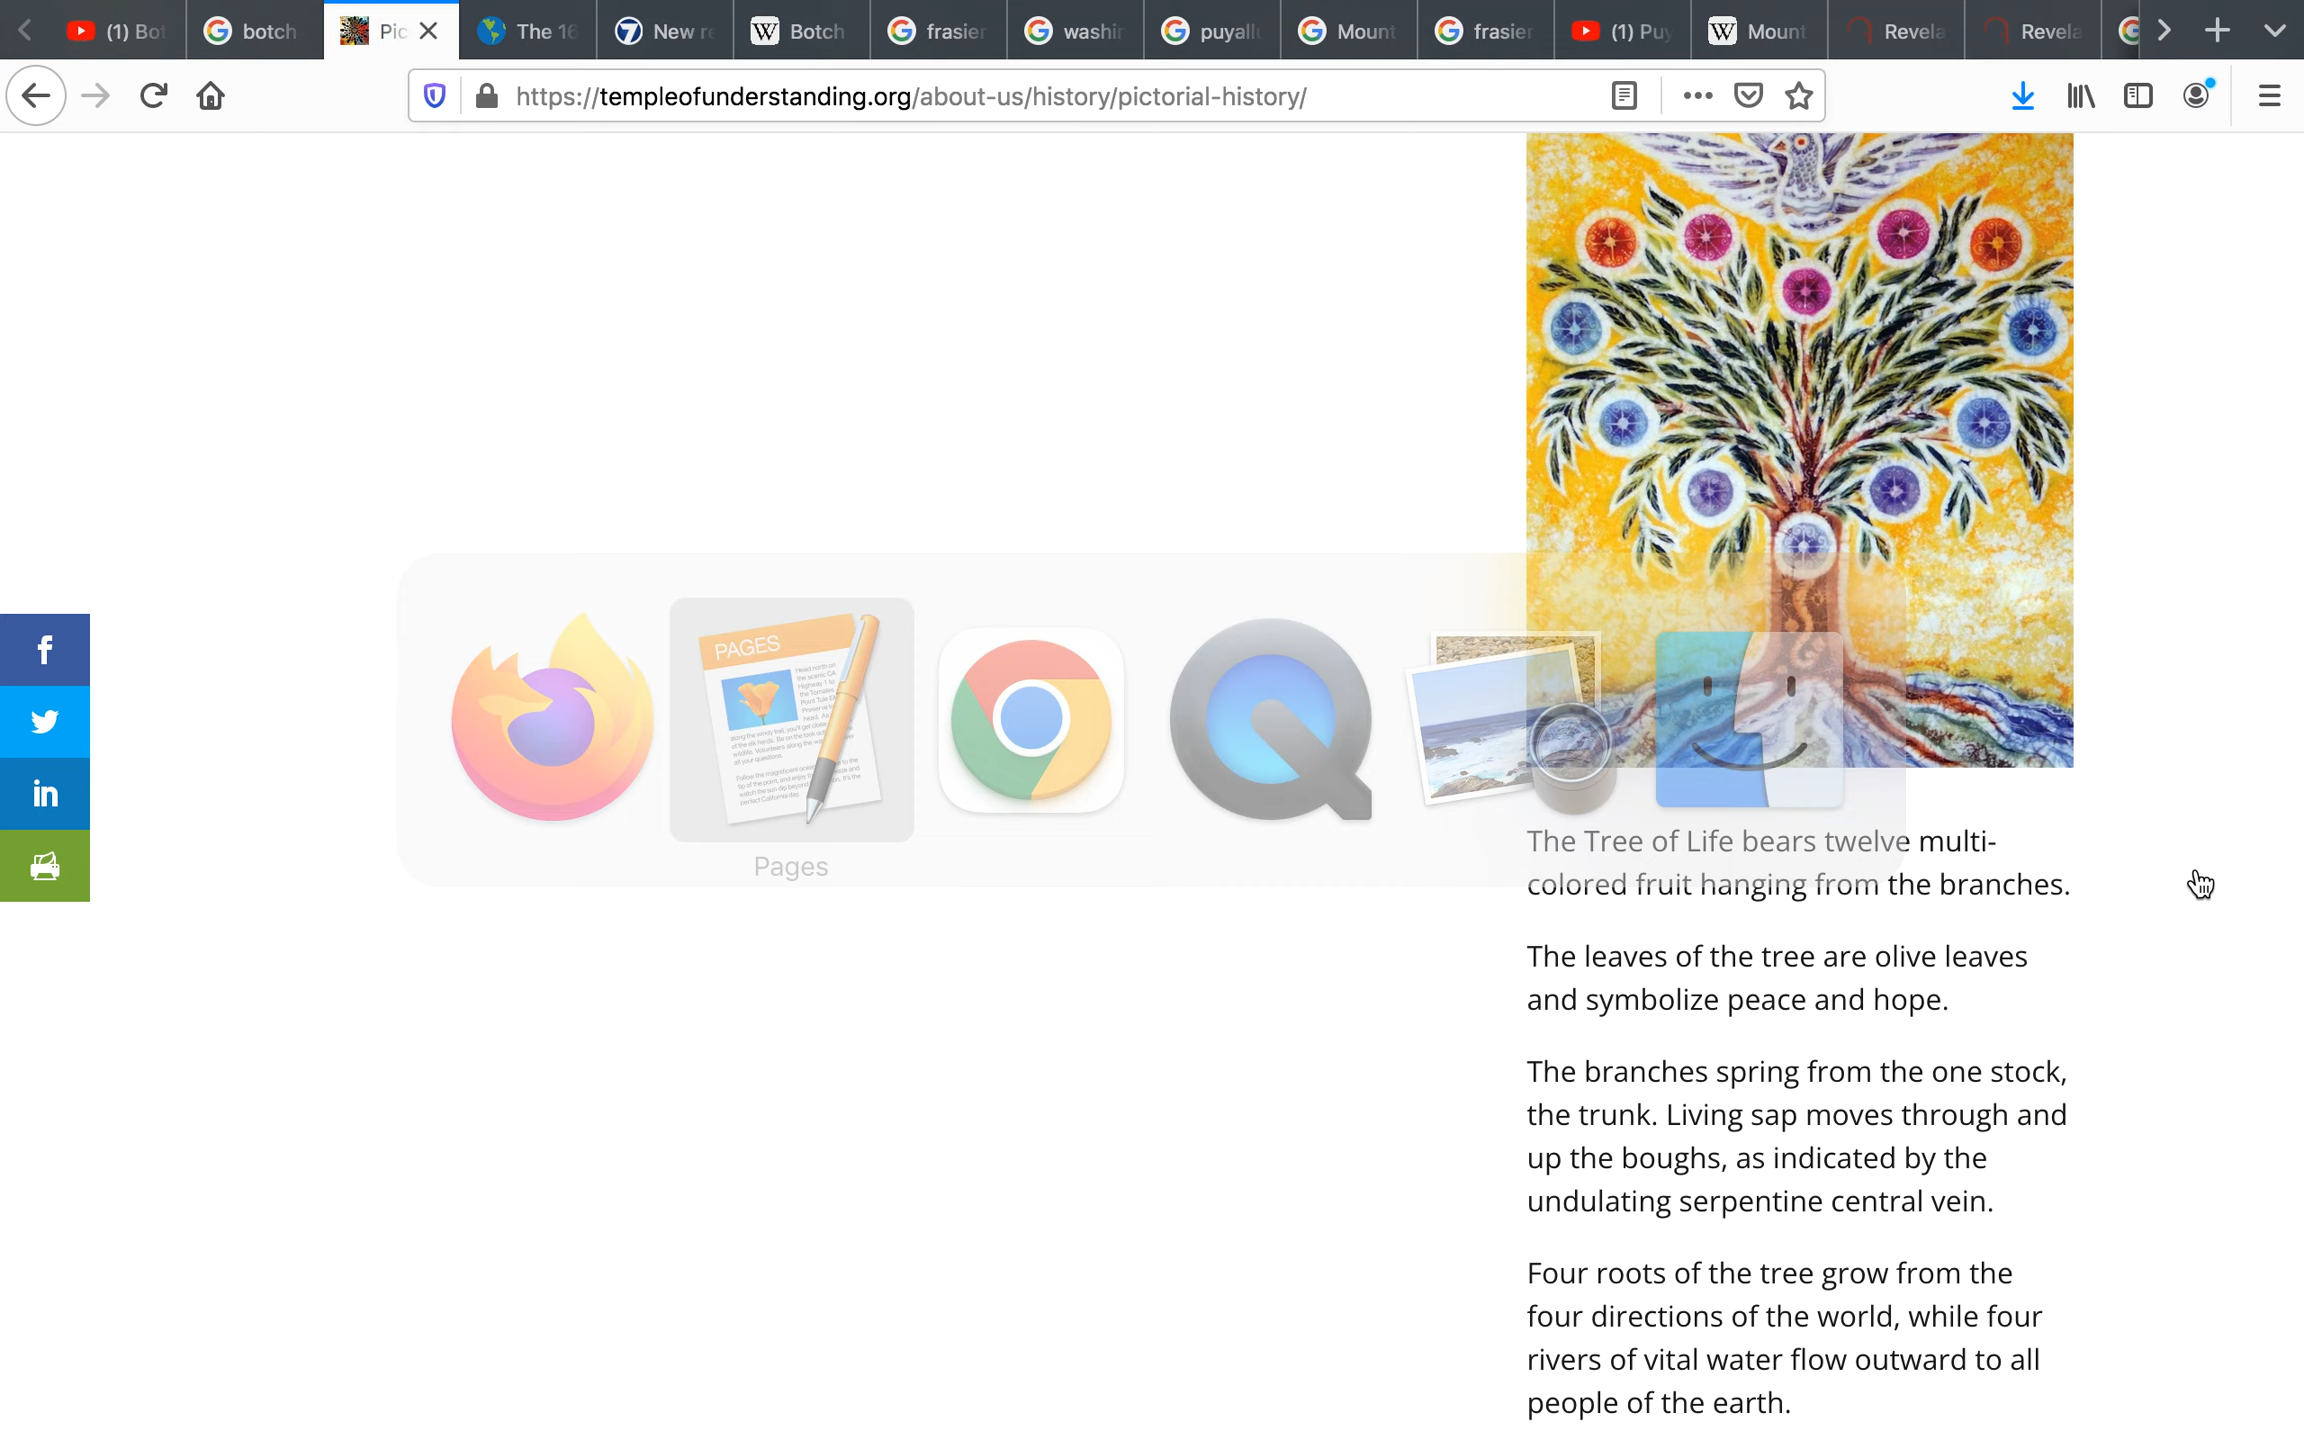 (1) Bot
botch
Pic
The 16
New re
Botch
frasier
washin
puyallu
Mount
frasier
(1) Puy
Mount
Revela
Revela
https://templeofunderstanding.org/about-us/history/pictorial-history/
PAGES
Pages
The Tree of Life bears twelve multi-
colored fruit hanging from the branches.
The leaves of the tree are olive leaves
and symbolize peace and hope.
The branches spring from the one stock,
the trunk. Living sap moves through and
up the boughs, as indicated by the
undulating serpentine central vein.
Four roots of the tree grow from the
four directions of the world, while four
rivers of vital water flow outward to all
people of the earth.